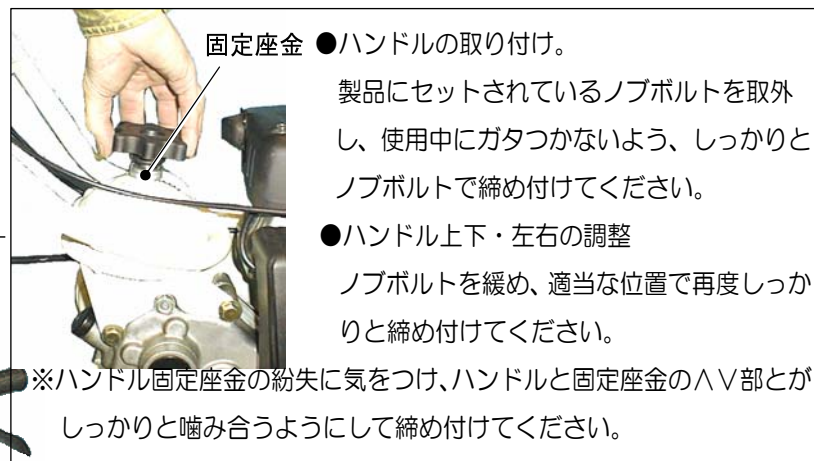 固定座金
●ハンドルの取り付け。
製品にセットされているノブボルトを取外
し、使用中にガタつかないよう、しっかりと
ノブボルトで締め付けてください。
●ハンドル上下・左右の調整
ノブボルトを緩め、適当な位置で再度しっか
りと締め付けてください。
※ハンドル固定座金の紛失に気をつけ、ハンドルと固定座金の∧∨部とが
しっかりと噛み合うようにして締め付けてください。